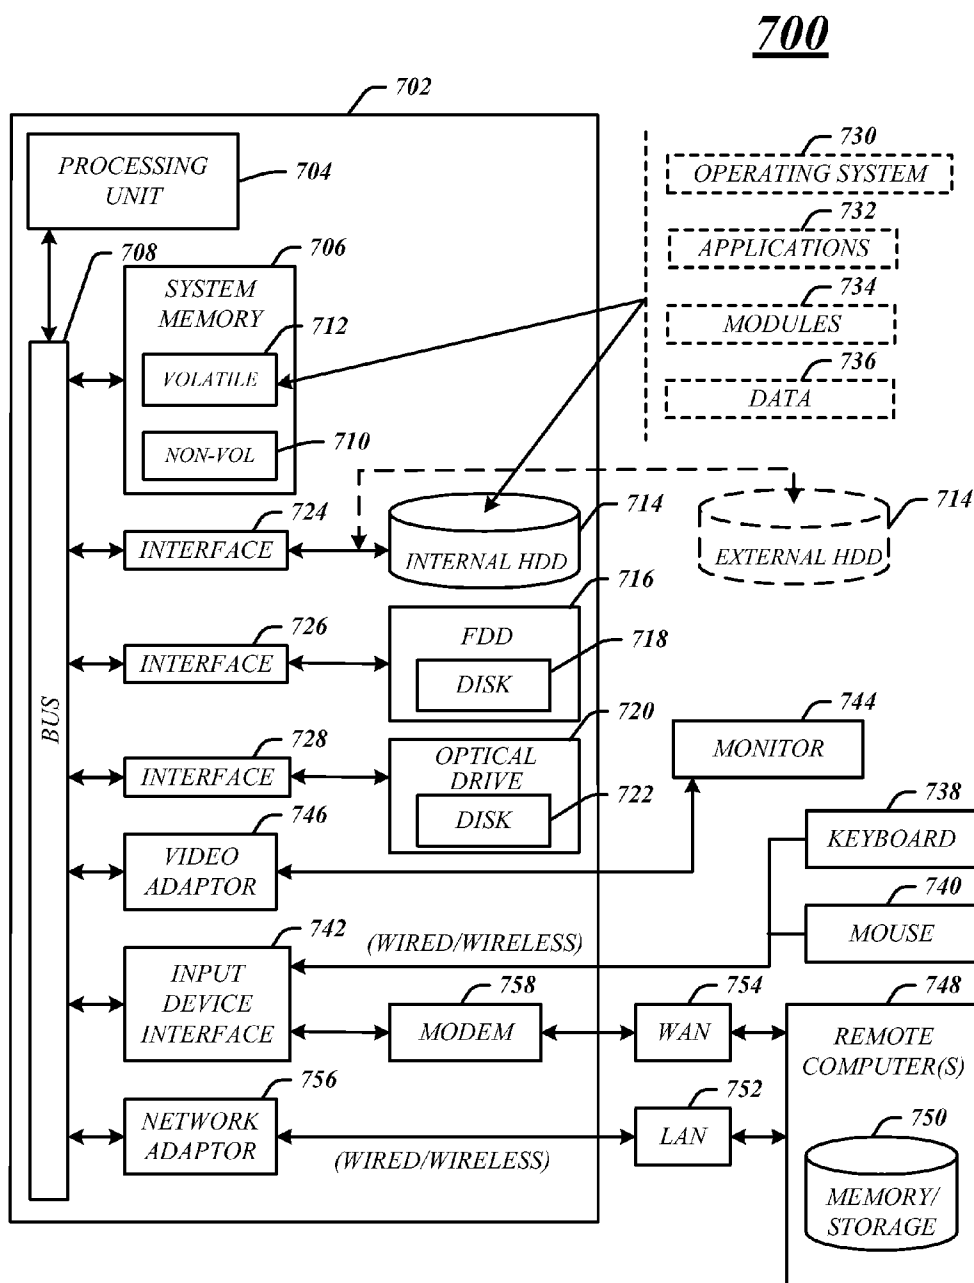 700
702
PROCESSING
UNIT
704
730
OPERATING SYSTEM
732
APPLICATIONS
734
MODULES
736
DATA
708
706
SYSTEM
MEMORY
712
VOLATILE
710
NON-VOL
724
INTERFACE
714
INTERNAL HDD
714
EXTERNAL HDD
716
FDD
718
DISK
726
INTERFACE
BUS
720
OPTICAL
DRIVE
722
DISK
728
INTERFACE
744
MONITOR
746
VIDEO
ADAPTOR
738
KEYBOARD
740
MOUSE
742
INPUT
DEVICE
INTERFACE
(WIRED/WIRELESS)
758
MODEM
754
WAN
748
REMOTE
COMPUTER(S)
756
NETWORK
ADAPTOR
(WIRED/WIRELESS)
752
LAN
750
MEMORY/
STORAGE